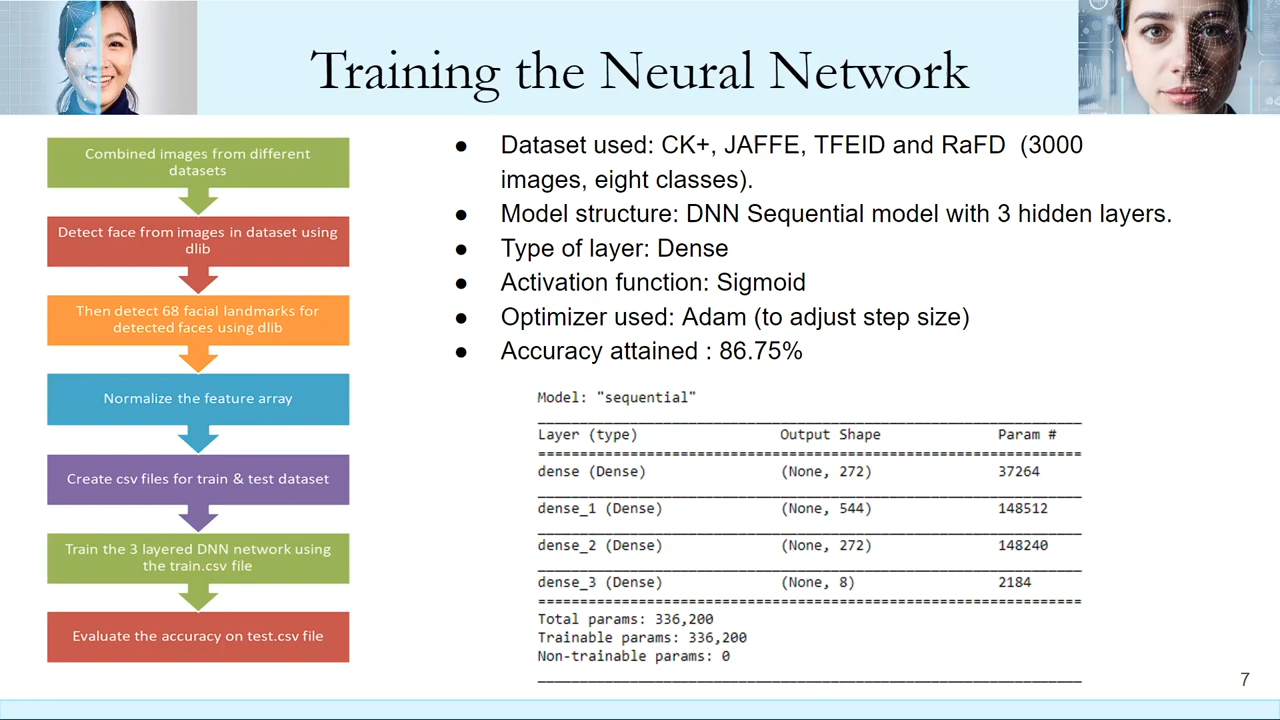 Training the Neural Network
Combined images from different
datasets
Detect face from images in dataset using
dlib
Then detect 68 facial landmarks for
detected faces using dlib
Normalize the feature array
Create csv files for train & test dataset
Train the 3 layered DNN network using
the train.csv file
Evaluate the accuracy on test.csv file
● Dataset used: CK+, JAFFE, TFEID and RaFD (3000
images, eight classes).
● Model structure: DNN Sequential model with 3 hidden layers.
● Type of layer: Dense
● Activation function: Sigmoid
● Optimizer used: Adam (to adjust step size)
● Accuracy attained : 86.75%
Model: "sequential"
Layer (type) Output Shape Param #
dense (Dense) (None, 272) 37264
dense_1 (Dense) (None, 544) 148512
dense_2 (Dense) (None, 272) 148240
dense_3 (Dense) (None, 8) 2184
Total params: 336,200
Trainable params: 336,200
Non-trainable params: 0
7